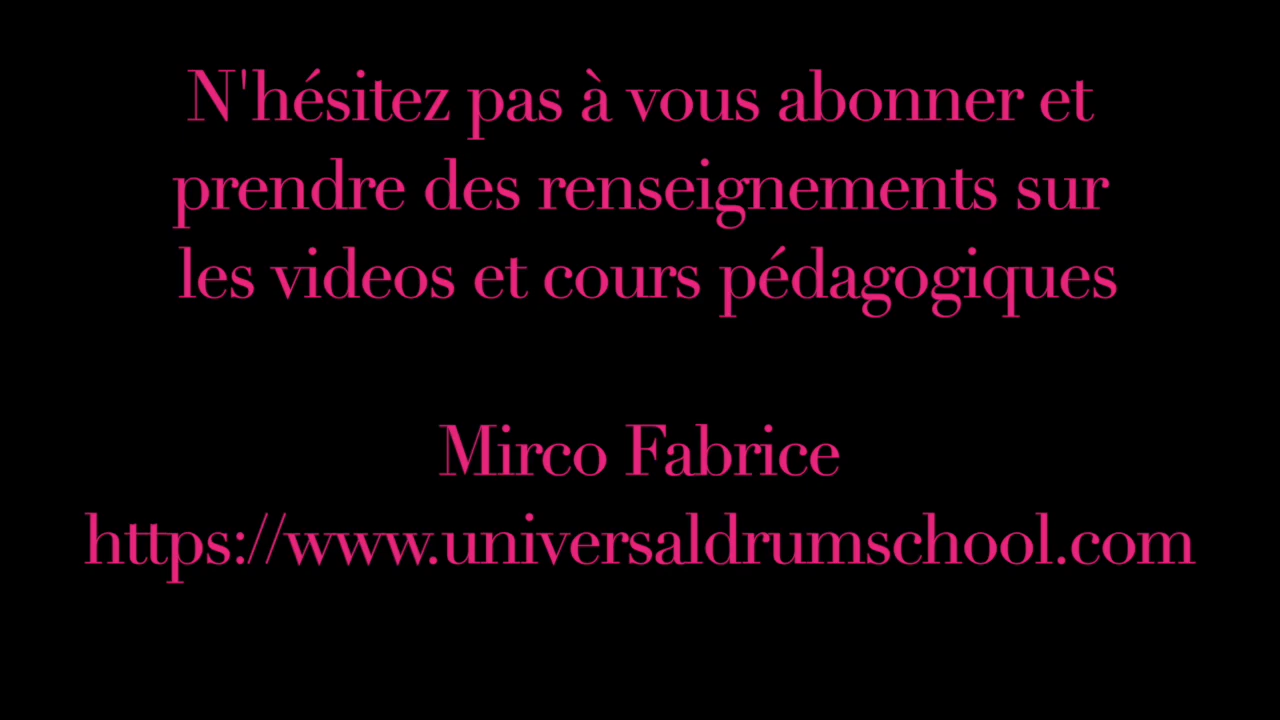 N'hésitez pas à vous abonner et
prendre des renseignements sur
les videos et cours pédagogiques
Mirco Fabrice
https://www.universaldrumschool.com